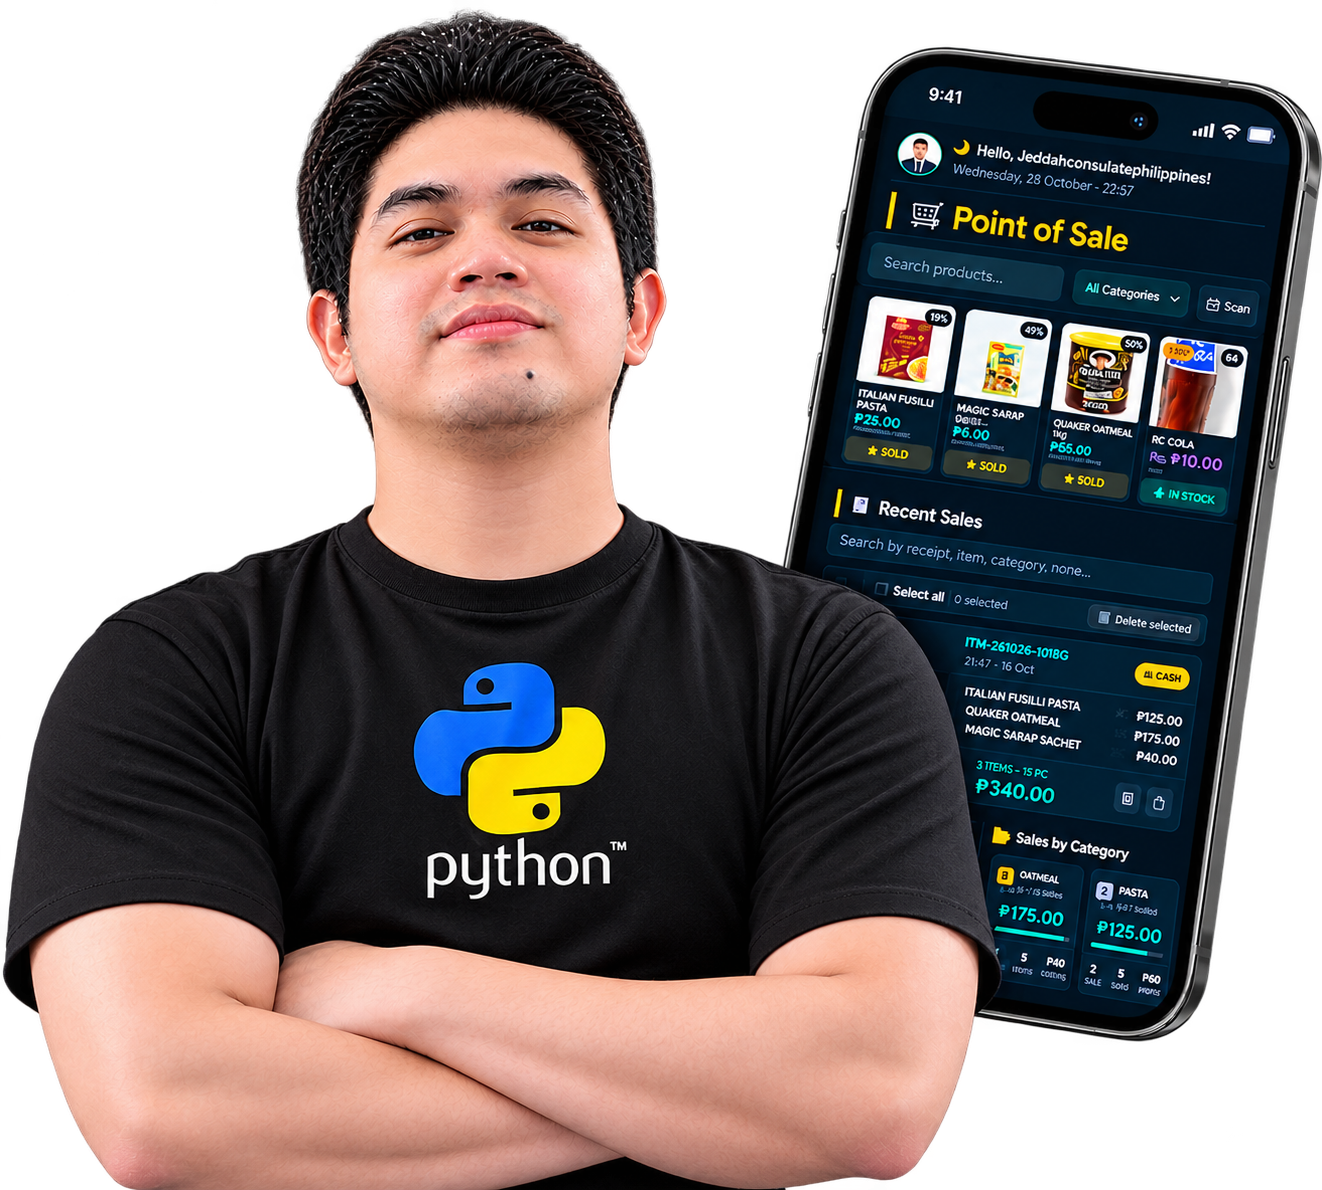 python™
9:41
Hello, Jeddahconsulatephilippines!
Wednesday, 28 October - 22:57
Point of Sale
Search products...
All Categories
Scan
19%
49%
50%
64
ITALIAN FUSILLI
PASTA
₱25.00
SOLD
MAGIC SARAP
₱6.00
SOLD
QUAKER OATMEAL
1kg
₱55.00
SOLD
RC COLA
₱10.00
IN STOCK
Recent Sales
Search by receipt, item, category, none...
Select all
0 selected
Delete selected
ITM-261026-1018G
21:47 - 16 Oct
CASH
ITALIAN FUSILLI PASTA ₱125.00
QUAKER OATMEAL ₱175.00
MAGIC SARAP SACHET ₱40.00
3 ITEMS - 15 PC
₱340.00
Sales by Category
OATMEAL
₱175.00
5 P40
2 PASTA
₱125.00
2 5 P60
SALE Sold